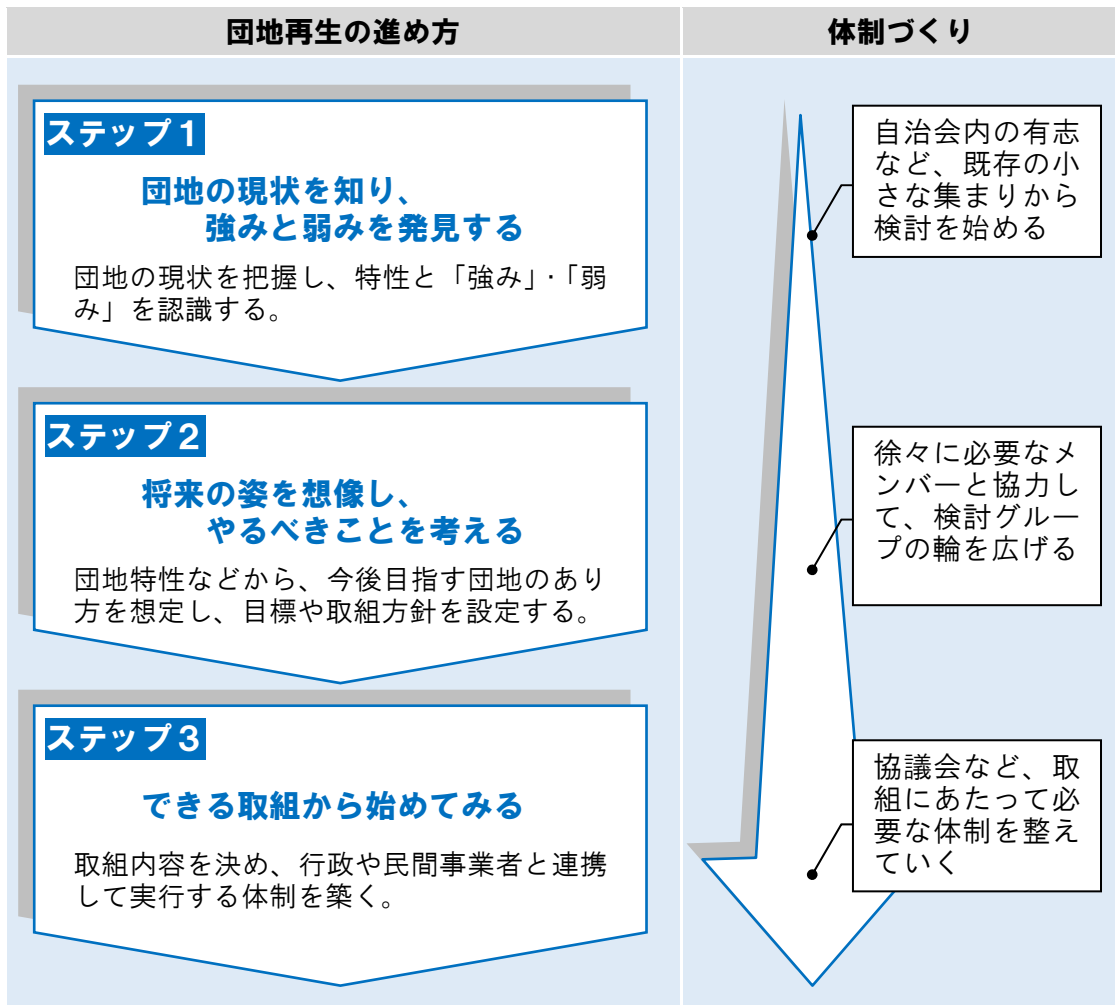 団地再生の進め方
体制づくり
ステップ1
団地の現状を知り、
強みと弱みを発見する
団地の現状を把握し、特性と「強み」・「弱
み」を認識する。
自治会内の有志
など、既存の小
さな集まりから
検討を始める
ステップ2
将来の姿を想像し、
やるべきことを考える
団地特性などから、今後目指す団地のあり
方を想定し、目標や取組方針を設定する。
徐々に必要なメ
ンバーと協力し
て、検討グルー
プの輪を広げる
ステップ3
できる取組から始めてみる
取組内容を決め、行政や民間事業者と連携
して実行する体制を築く。
協議会など、取
組にあたって必
要な体制を整え
ていく